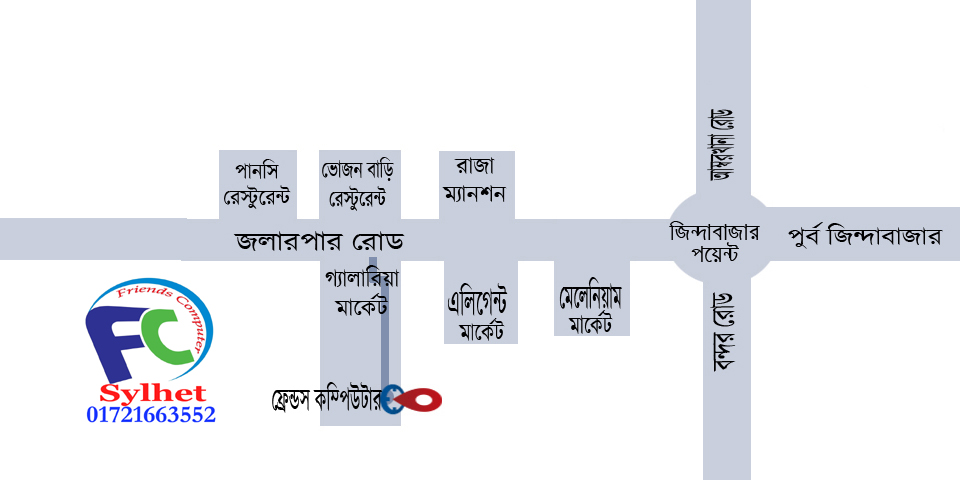 আম্বরখানা রোড
পানসি
রেস্টুরেন্ট
ভোজন বাড়ি
রেস্টুরেন্ট
রাজা
ম্যানশন
জলারপার রোড
জিন্দাবাজার
পয়েন্ট
পুর্ব জিন্দাবাজার
গ্যালারিয়া
মার্কেট
এলিগেন্ট
মার্কেট
মেলেনিয়াম
মার্কেট
বন্দর রোড
Friends Computer
FC
Sylhet
01721663552
ফ্রেন্ডস কম্পিউটার